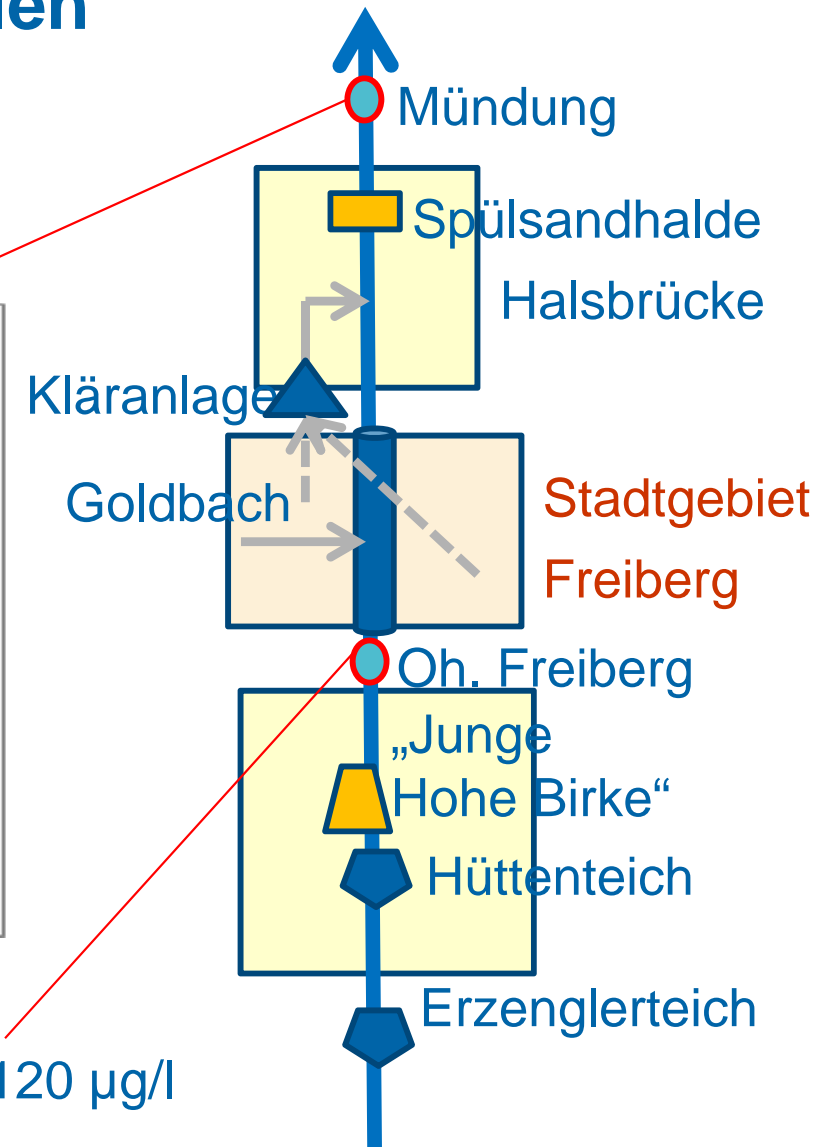 Mündung
Spülsandhalde
Halsbrücke
Kläranlage
Goldbach
Stadtgebiet
Freiberg
Oh. Freiberg
„Junge
Hohe Birke“
Hüttenteich
Erzenglerteich
120 µg/l